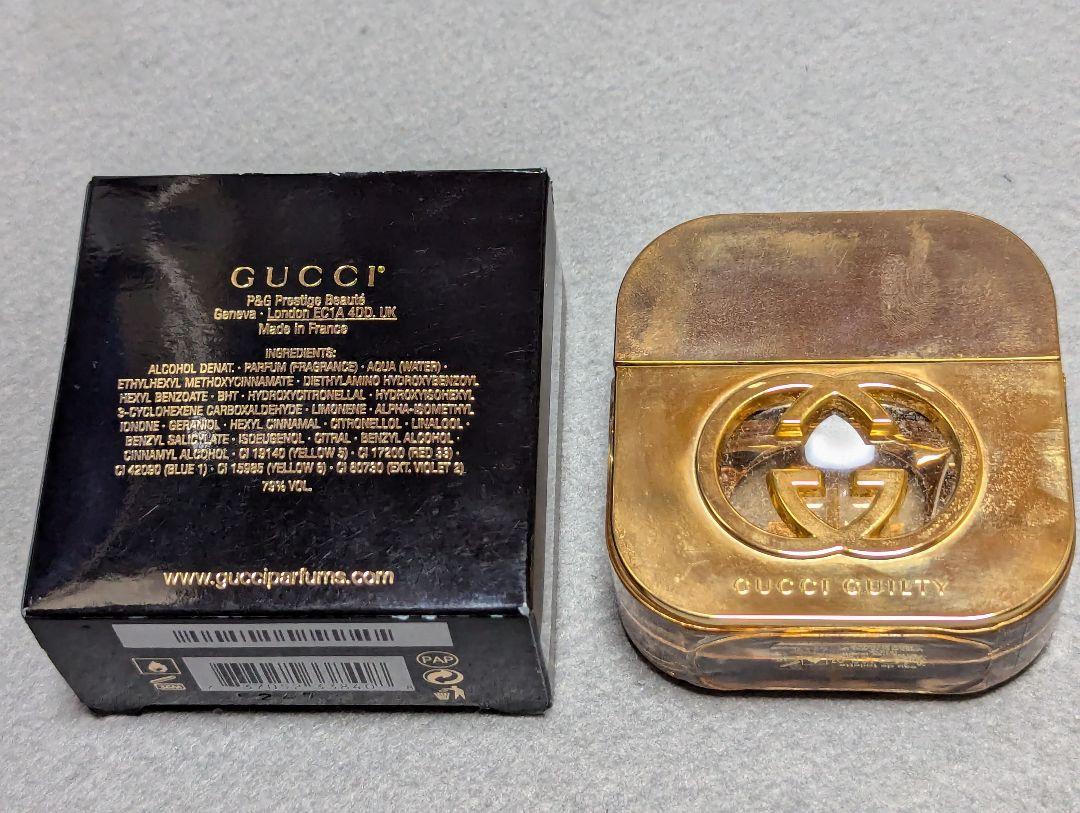 GUCCI
P&G Prestige Beauté
Geneva · London EC1A 4DD, UK
Made in France
INGREDIENTS:
ALCOHOL DENAT. · PARFUM (FRAGRANCE) · AQUA (WATER) ·
ETHYLHEXYL METHOXYCINNAMATE · DIETHYLAMINO HYDROXYBENZOYL
HEXYL BENZOATE · BHT · HYDROXYCITRONELLAL · HYDROXYISOHEXYL
3-CYCLOHEXENE CARBOXALDEHYDE · LIMONENE · ALPHA-ISOMETHYL
IONONE · GERANIOL · HEXYL CINNAMAL · CITRONELLOL · LINALOOL ·
BENZYL SALICYLATE · ISOEUGENOL · CITRAL · BENZYL ALCOHOL ·
CINNAMYL ALCOHOL · CI 19140 (YELLOW 5) · CI 17200 (RED 33) ·
CI 42090 (BLUE 1) · CI 15985 (YELLOW 6) · CI 60730 (EXT. VIOLET 2)
79% VOL.
www.gucciparfums.com
PAP
GUCCI GUILTY